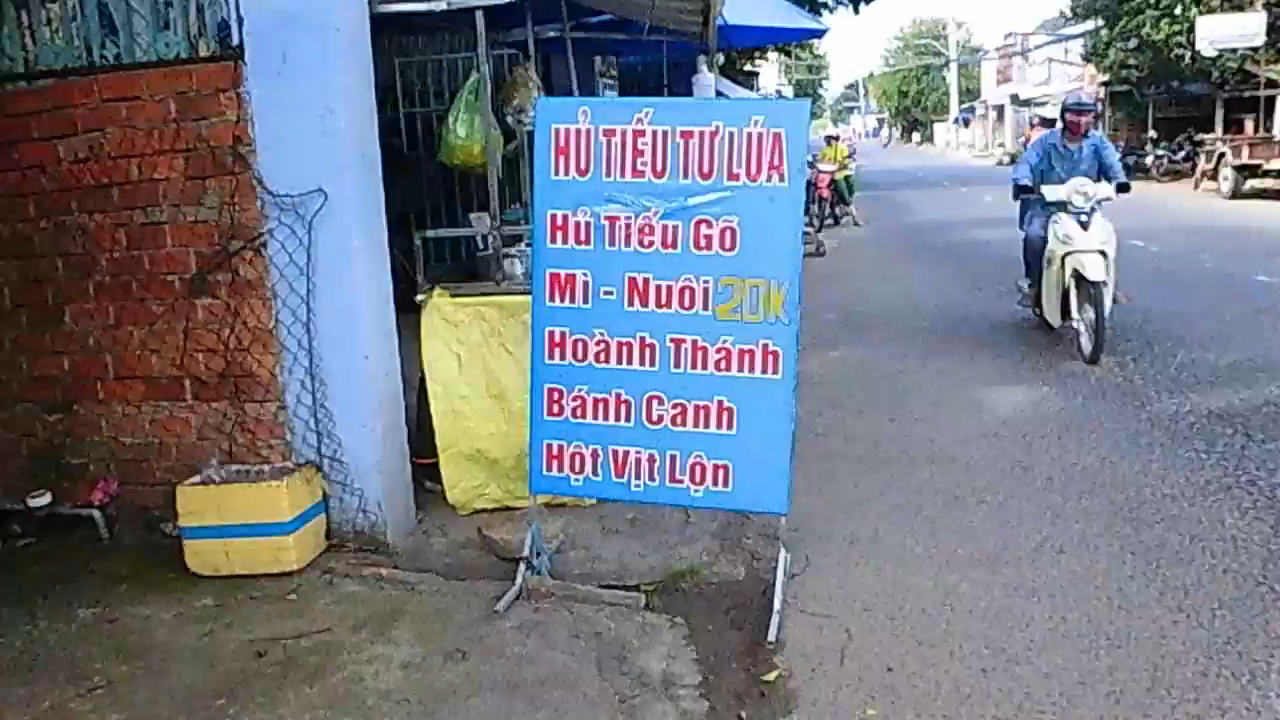 HỦ TIẾU TƯ LÚA
Hủ Tiếu Gõ
Mì - Nuôi 20K
Hoành Thánh
Bánh Canh
Hột Vịt Lộn